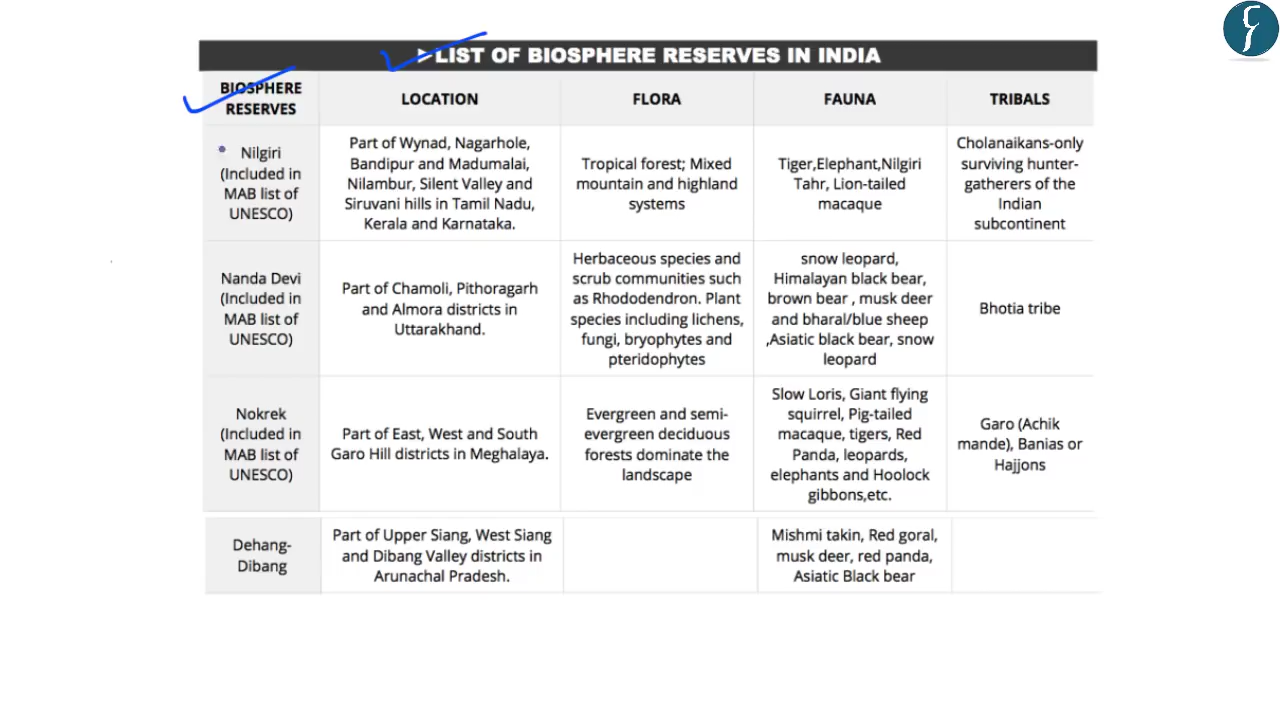 ➤LIST OF BIOSPHERE RESERVES IN INDIA
BIOSPHERE
RESERVES
LOCATION
FLORA
FAUNA
TRIBALS
Nilgiri
(Included in
MAB list of
UNESCO)
Part of Wynad, Nagarhole,
Bandipur and Madumalai,
Nilambur, Silent Valley and
Siruvani hills in Tamil Nadu,
Kerala and Karnataka.
Tropical forest; Mixed
mountain and highland
systems
Tiger,Elephant,Nilgiri
Tahr, Lion-tailed
macaque
Cholanaikans-only
surviving hunter-
gatherers of the
Indian
subcontinent
Nanda Devi
(Included in
MAB list of
UNESCO)
Part of Chamoli, Pithoragarh
and Almora districts in
Uttarakhand.
Herbaceous species and
scrub communities such
as Rhododendron. Plant
species including lichens,
fungi, bryophytes and
pteridophytes
snow leopard,
Himalayan black bear,
brown bear , musk deer
and bharal/blue sheep
,Asiatic black bear, snow
leopard
Bhotia tribe
Nokrek
(Included in
MAB list of
UNESCO)
Part of East, West and South
Garo Hill districts in Meghalaya.
Evergreen and semi-
evergreen deciduous
forests dominate the
landscape
Slow Loris, Giant flying
squirrel, Pig-tailed
macaque, tigers, Red
Panda, leopards,
elephants and Hoolock
gibbons,etc.
Garo (Achik
mande), Banias or
Hajjons
Dehang-
Dibang
Part of Upper Siang, West Siang
and Dibang Valley districts in
Arunachal Pradesh.
Mishmi takin, Red goral,
musk deer, red panda,
Asiatic Black bear